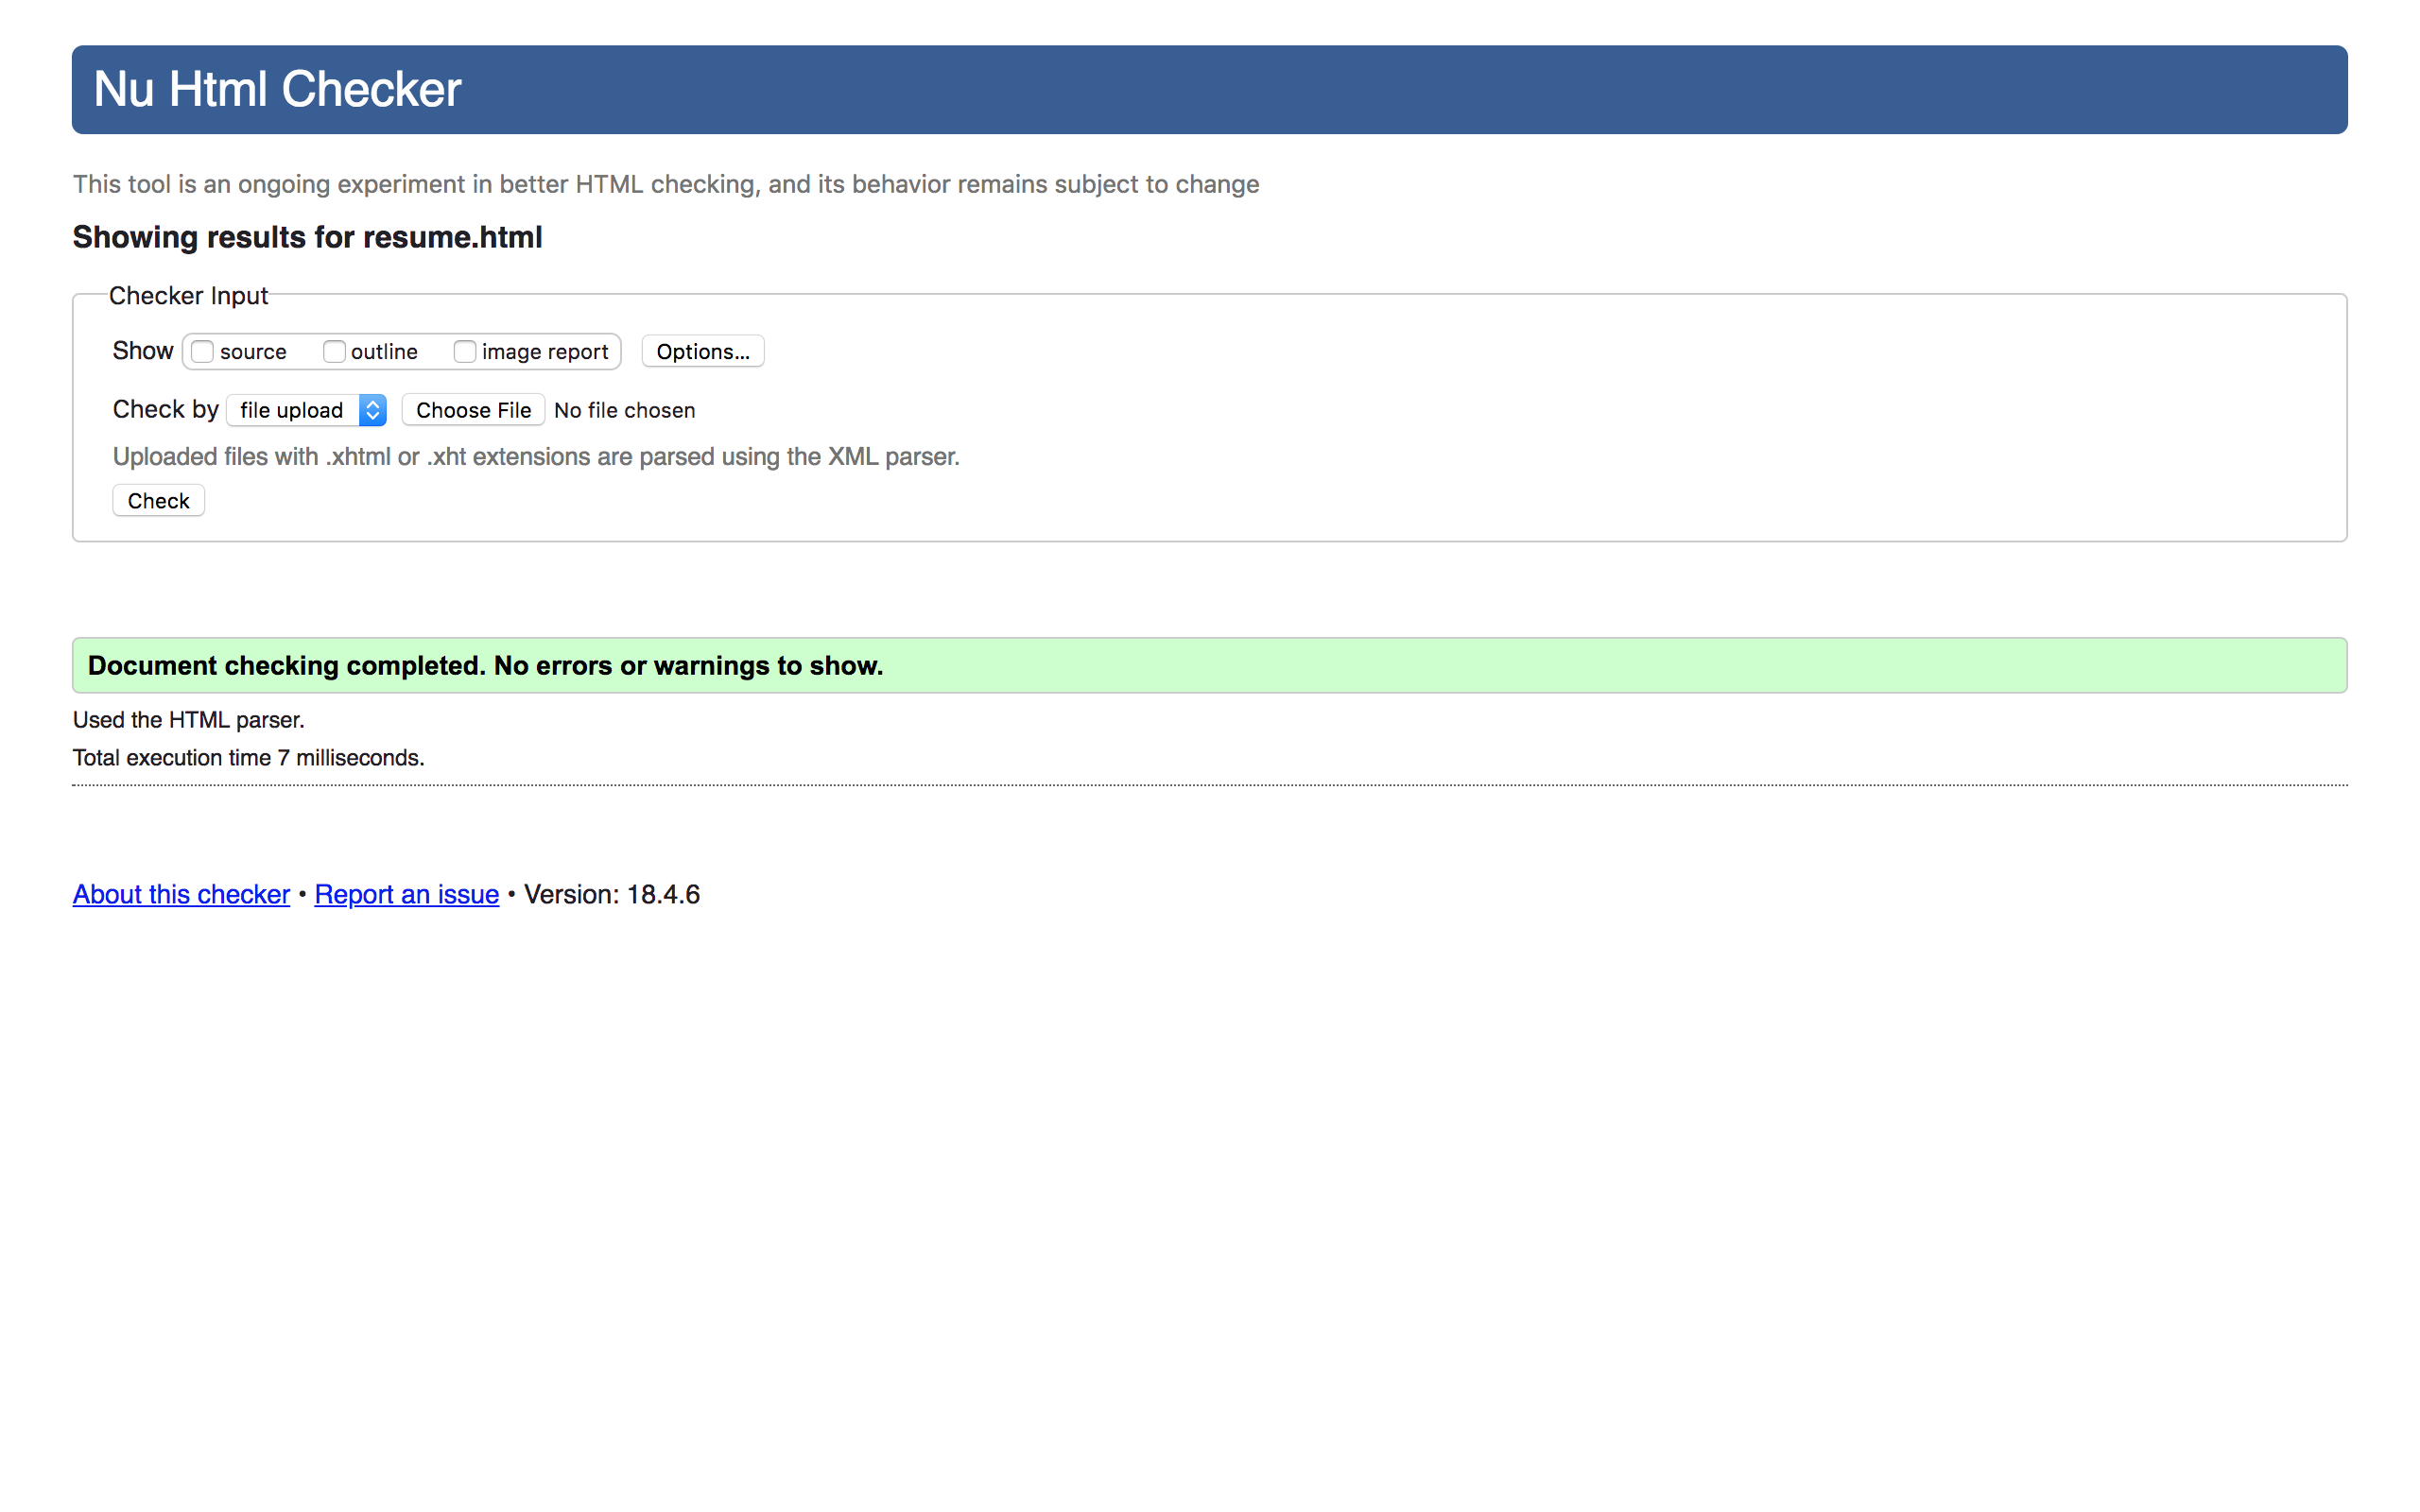 Nu Html Checker
This tool is an ongoing experiment in better HTML checking, and its behavior remains subject to change
Showing results for resume.html
Checker Input
Show source outline image report Options...
Check by file upload Choose File No file chosen
Uploaded files with .xhtml or .xht extensions are parsed using the XML parser.
Check
Document checking completed. No errors or warnings to show.
Used the HTML parser.
Total execution time 7 milliseconds.
About this checker • Report an issue • Version: 18.4.6